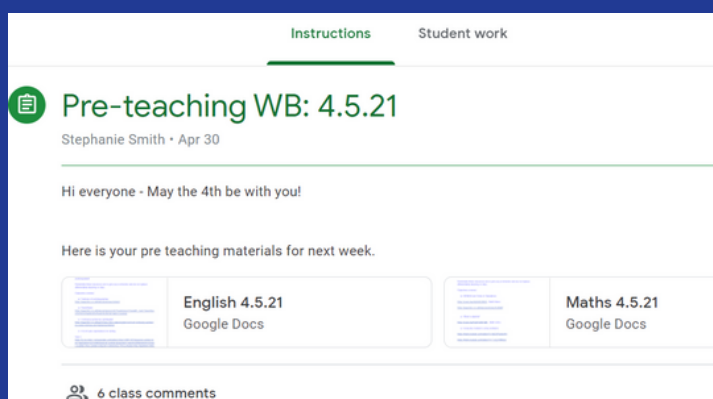 Instructions Student work
Pre-teaching WB: 4.5.21
Stephanie Smith • Apr 30
Hi everyone - May the 4th be with you!
Here is your pre teaching materials for next week.
English 4.5.21 Maths 4.5.21
Google Docs Google Docs
6 class comments